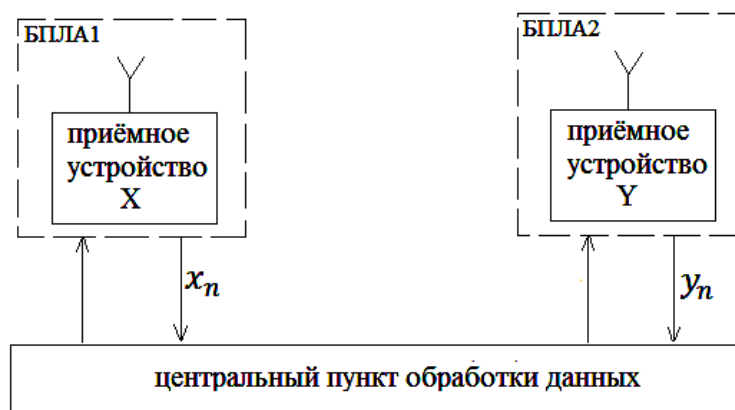 БПЛА1
приёмное
устройство
X
БПЛА2
приёмное
устройство
Y
xₙ
yₙ
центральный пункт обработки данных